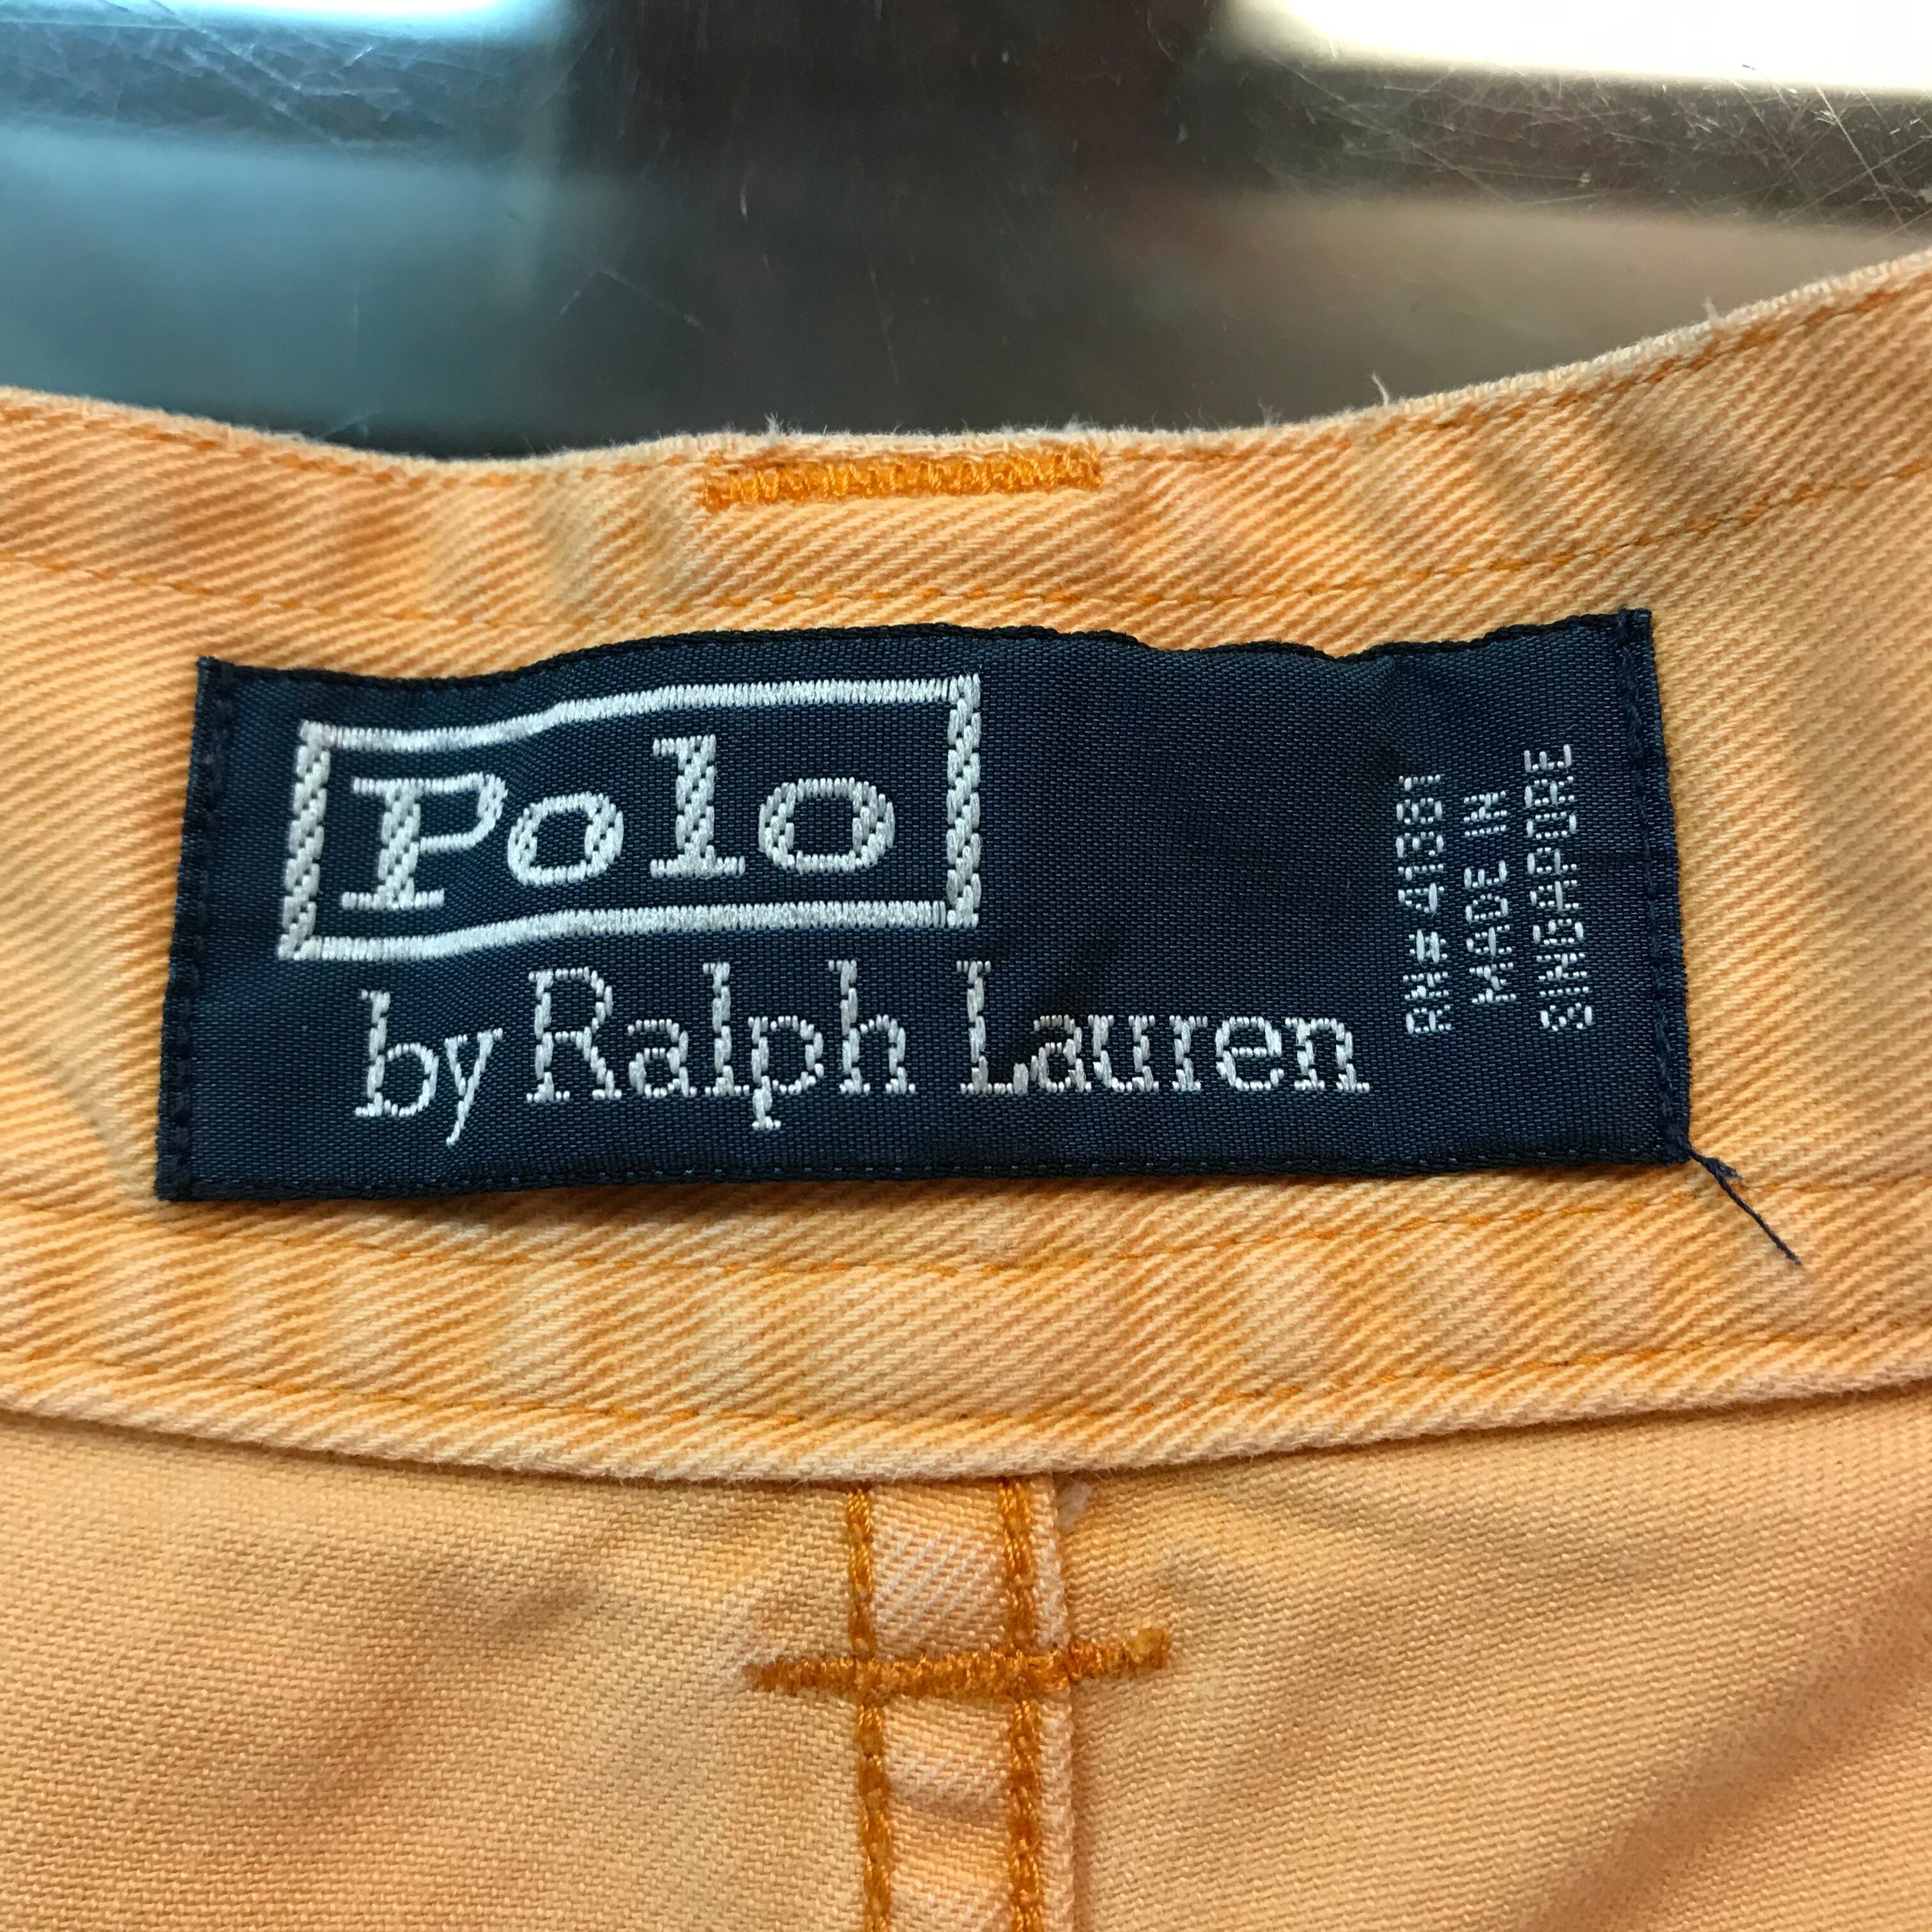 Polo
by Ralph Lauren
RN# 41381
MADE IN
SINGAPORE